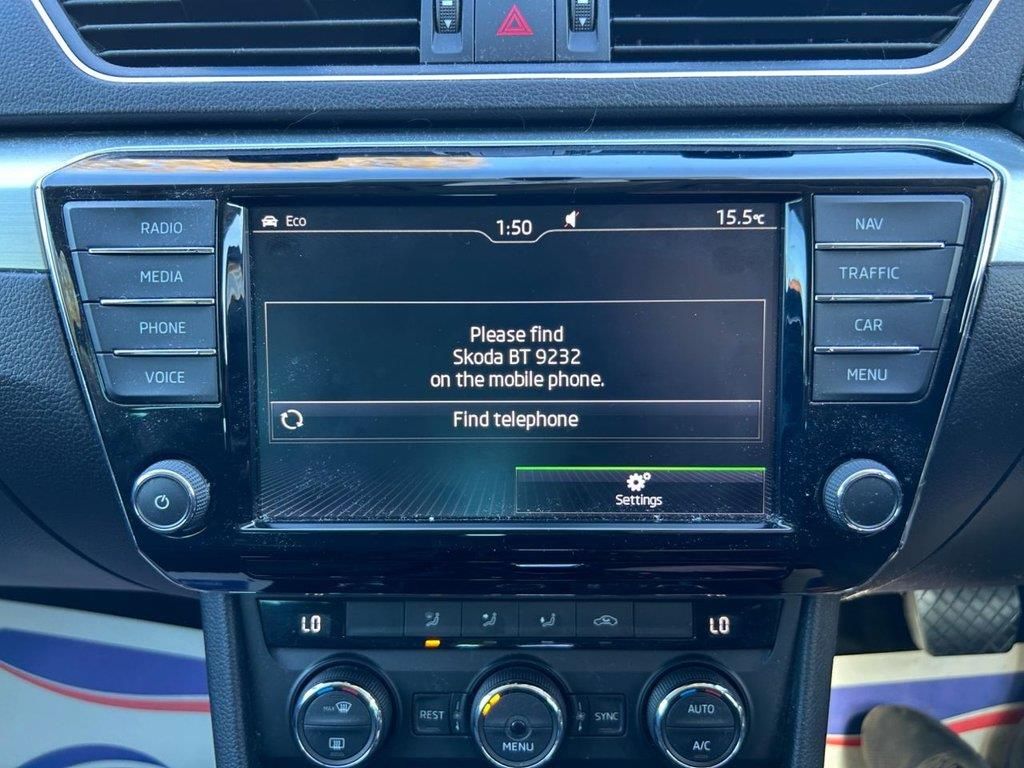 RADIO
MEDIA
PHONE
VOICE
Eco
1:50
15.5°C
Please find
Skoda BT 9232
on the mobile phone.
Find telephone
Settings
NAV
TRAFFIC
CAR
MENU
LO
LO
MAX
REST
MENU
SYNC
AUTO
A/C